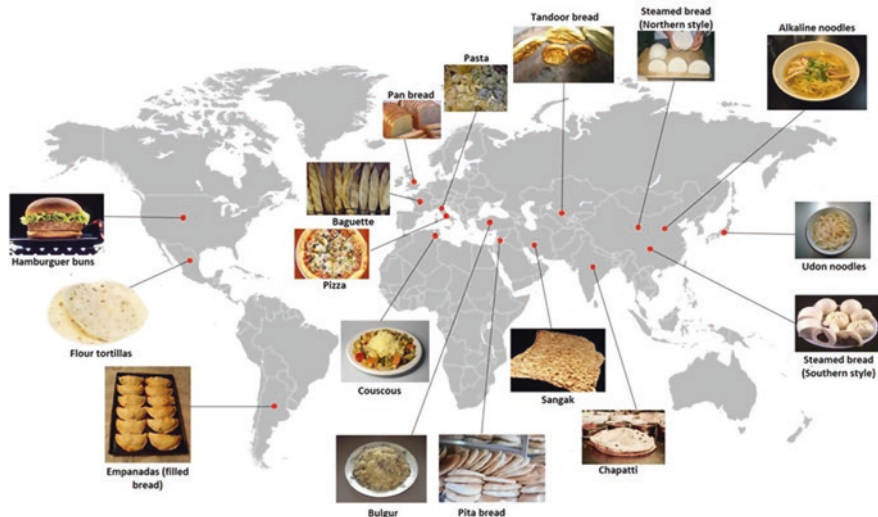 Tandoor bread
Steamed bread
(Northern style)
Alkaline noodles
Pasta
Pan bread
Baguette
Hamburguer buns
Pizza
Udon noodles
Flour tortillas
Couscous
Sangak
Steamed bread
(Southern style)
Empanadas (filled
bread)
Chapatti
Bulgur
Pita bread